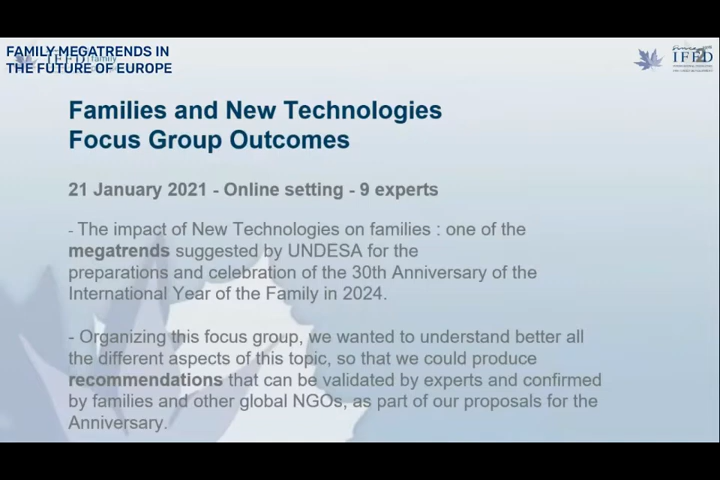 FAMILY MEGATRENDS IN
THE FUTURE OF EUROPE
IFFD
Families and New Technologies
Focus Group Outcomes
21 January 2021 - Online setting - 9 experts
- The impact of New Technologies on families : one of the
megatrends suggested by UNDESA for the
preparations and celebration of the 30th Anniversary of the
International Year of the Family in 2024.
- Organizing this focus group, we wanted to understand better all
the different aspects of this topic, so that we could produce
recommendations that can be validated by experts and confirmed
by families and other global NGOs, as part of our proposals for the
Anniversary.